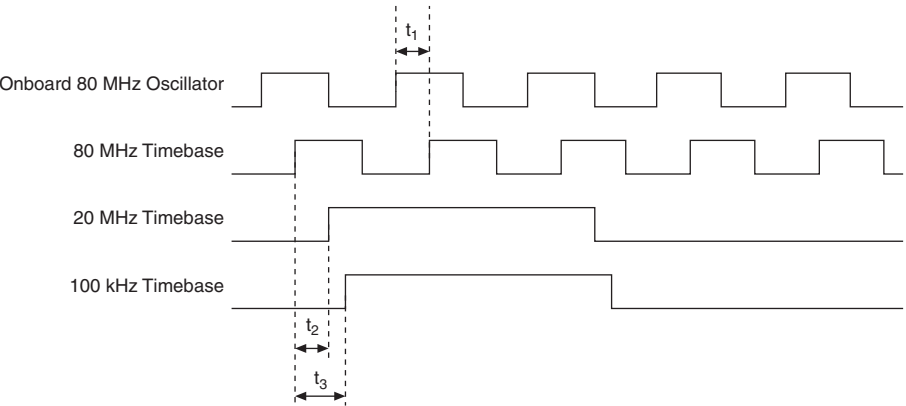 t₁
Onboard 80 MHz Oscillator
80 MHz Timebase
20 MHz Timebase
100 kHz Timebase
t₂
t₃